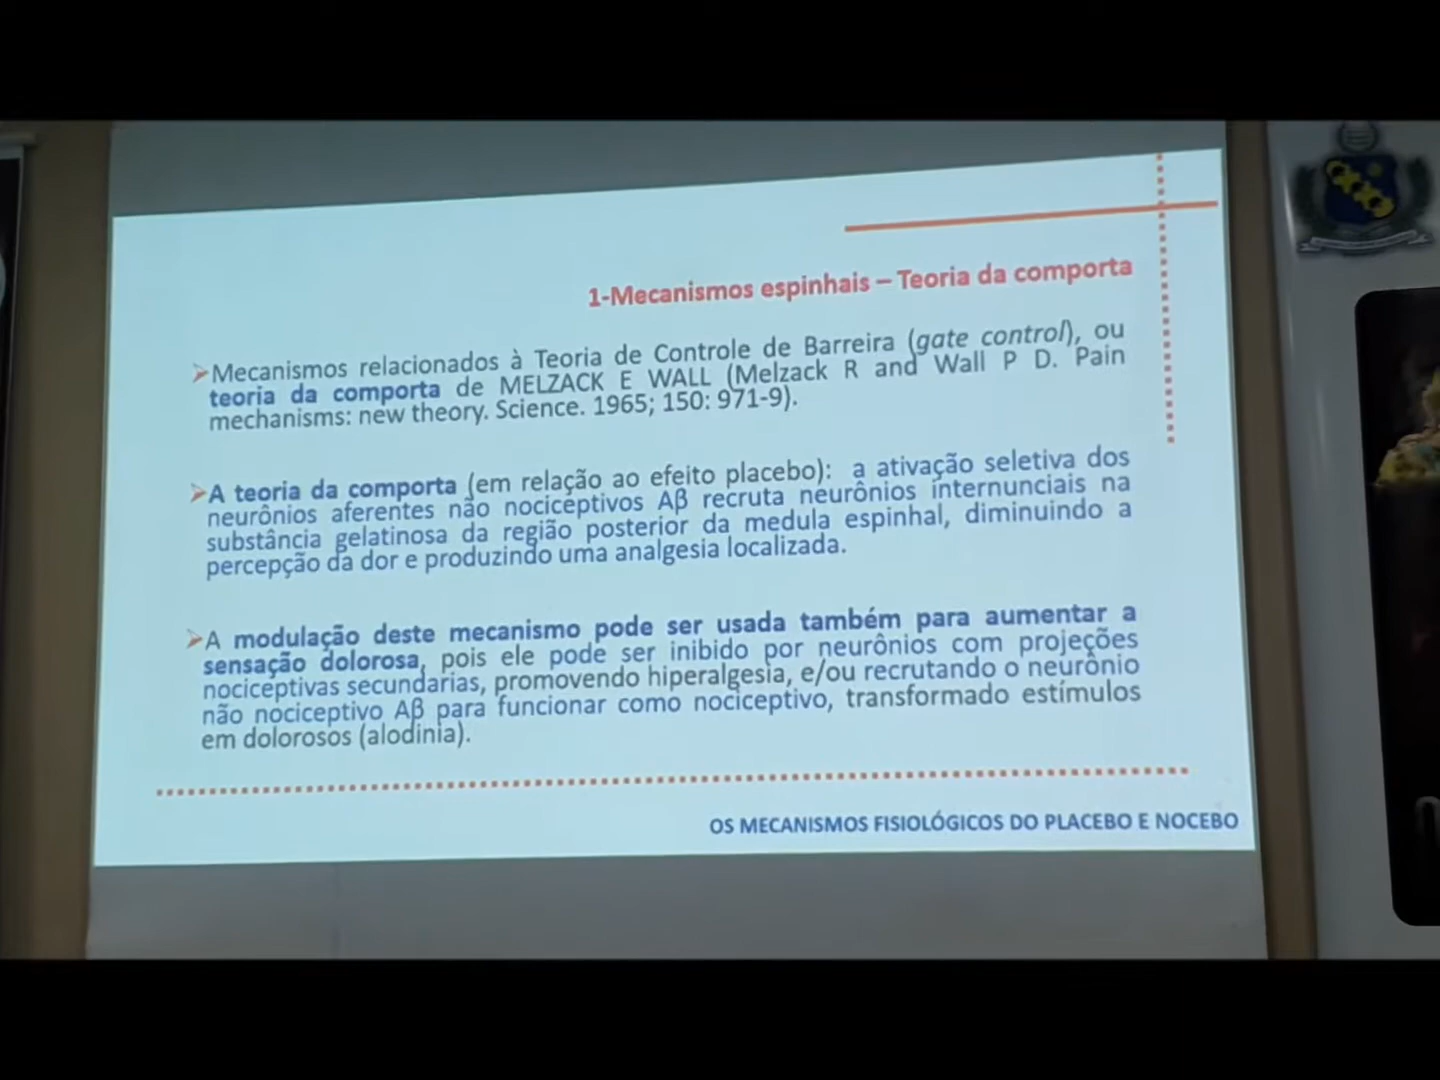 1-Mecanismos espinhais – Teoria da comporta
➢Mecanismos relacionados à Teoria de Controle de Barreira (gate control), ou
teoria da comporta de MELZACK E WALL (Melzack R and Wall P D. Pain
mechanisms: new theory. Science. 1965; 150: 971-9).
➢A teoria da comporta (em relação ao efeito placebo): a ativação seletiva dos
neurônios aferentes não nociceptivos Aβ recruta neurônios internunciais na
substância gelatinosa da região posterior da medula espinhal, diminuindo a
percepção da dor e produzindo uma analgesia localizada.
➢A modulação deste mecanismo pode ser usada também para aumentar a
sensação dolorosa, pois ele pode ser inibido por neurônios com projeções
nociceptivas secundarias, promovendo hiperalgesia, e/ou recrutando o neurônio
não nociceptivo Aβ para funcionar como nociceptivo, transformado estímulos
em dolorosos (alodinia).
OS MECANISMOS FISIOLÓGICOS DO PLACEBO E NOCEBO